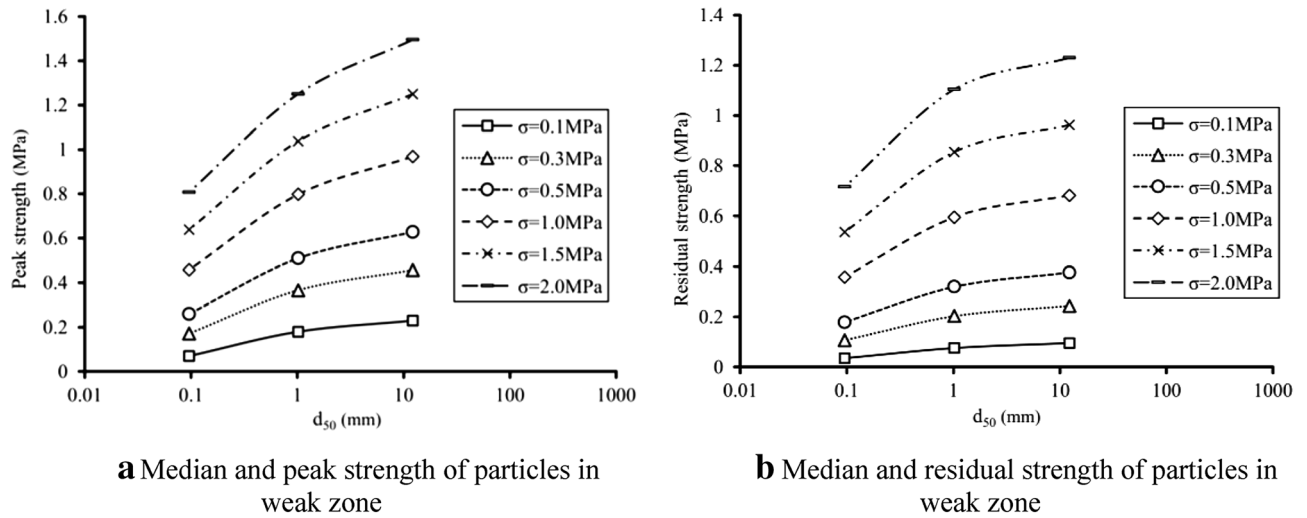 1.6
1.4
1.2
1
0.8
0.6
0.4
0.2
0
Peak strength (MPa)
0.01 0.1 1 10 100 1000
d50 (mm)
σ=0.1MPa
σ=0.3MPa
σ=0.5MPa
σ=1.0MPa
σ=1.5MPa
σ=2.0MPa
a Median and peak strength of particles in
weak zone
1.4
1.2
1
0.8
0.6
0.4
0.2
0
Residual strength (MPa)
0.01 0.1 1 10 100 1000
d50 (mm)
σ=0.1MPa
σ=0.3MPa
σ=0.5MPa
σ=1.0MPa
σ=1.5MPa
σ=2.0MPa
b Median and residual strength of particles in
weak zone